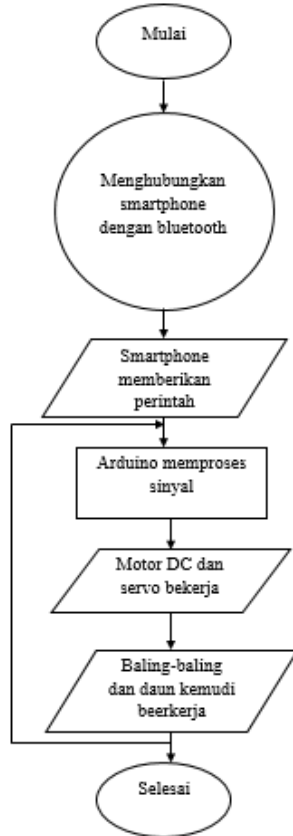 Mulai
Menghubungkan
smartphone
dengan bluetooth
Smartphone
memberikan
perintah
Arduino memproses
sinyal
Motor DC dan
servo bekerja
Baling-baling
dan daun kemudi
beerkerja
Selesai